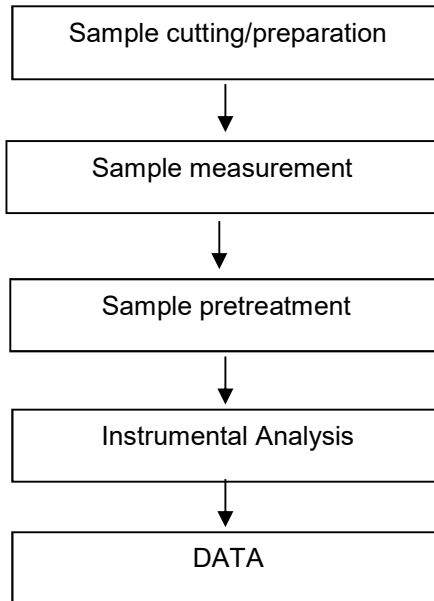 Sample cutting/preparation
Sample measurement
Sample pretreatment
Instrumental Analysis
DATA